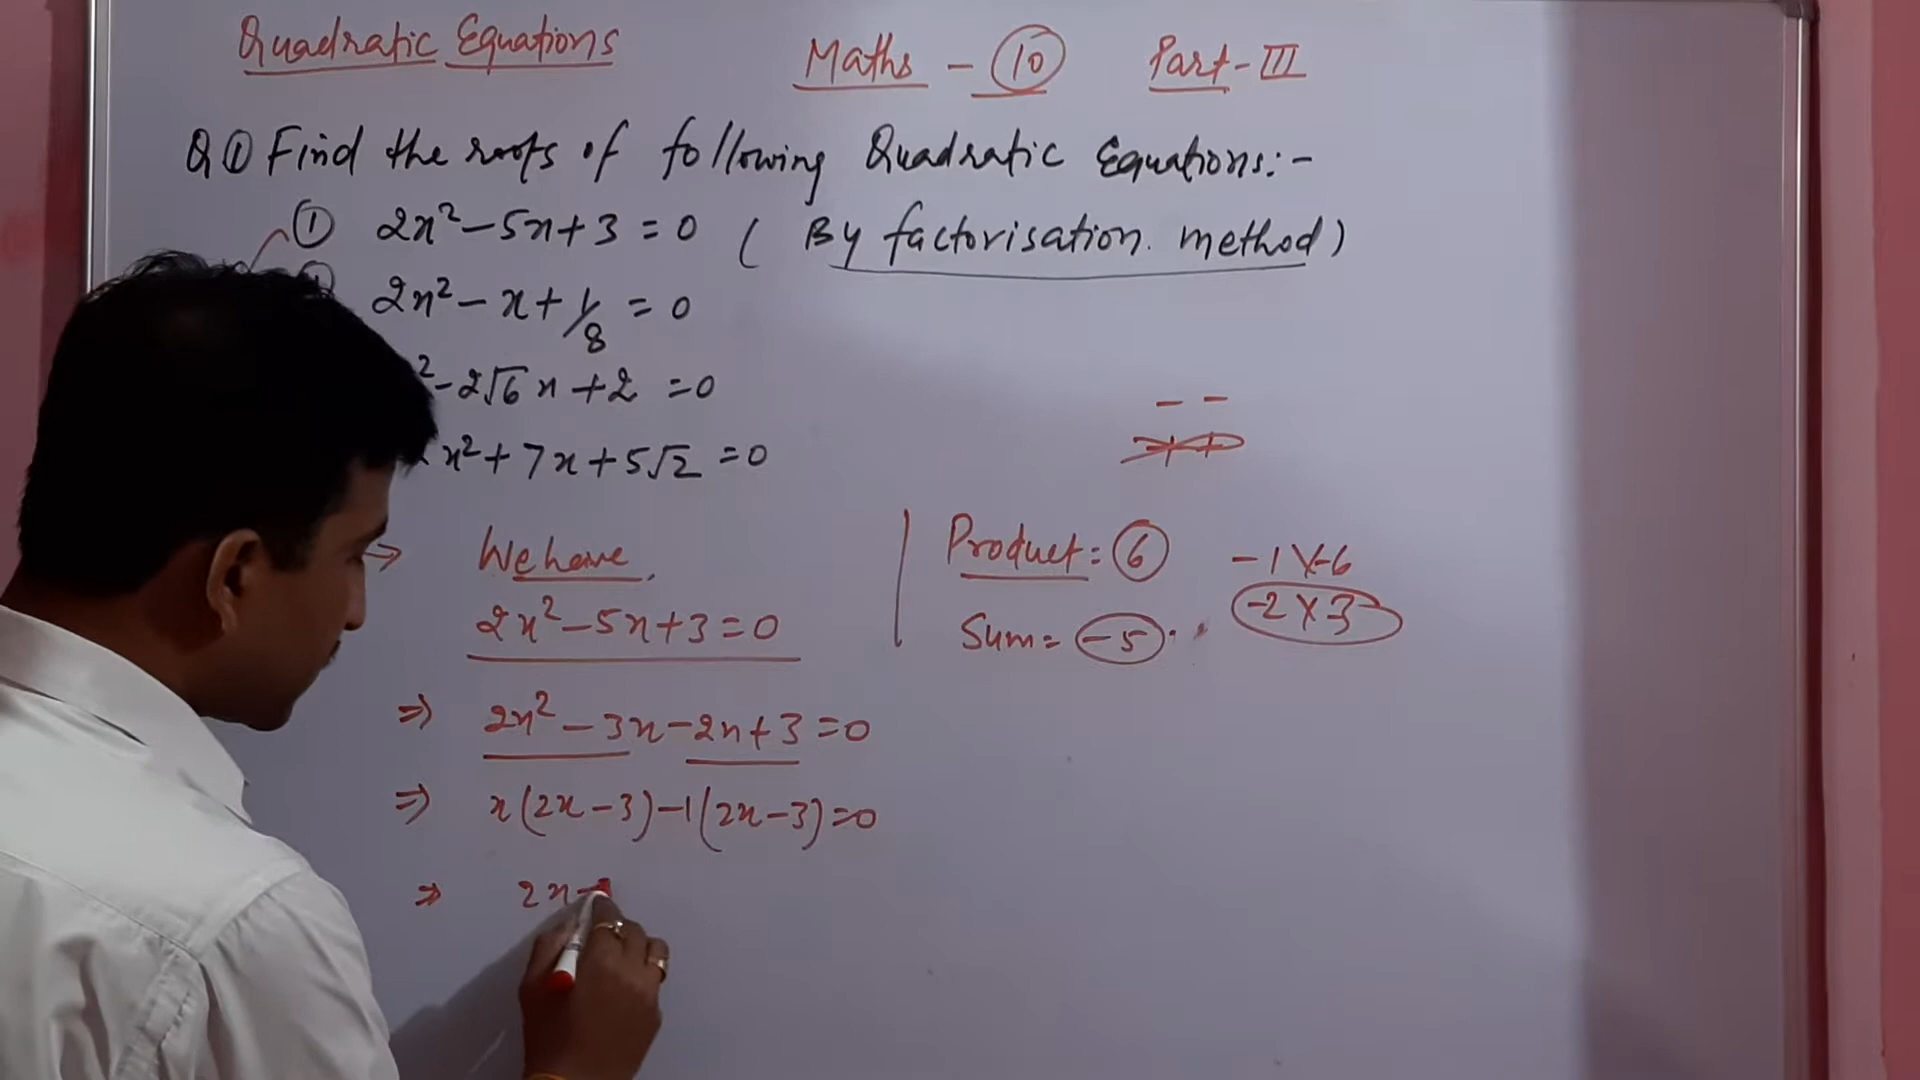 Quadratic Equations Maths - 10 Part - III
Q① Find the roots of following Quadratic Equations:-
① 2x² - 5x + 3 = 0 ( By factorisation. method)
2x² - x + 1/8 = 0
² - 2√6 x + 2 = 0
x² + 7x + 5√2 = 0
-> We have,
2x² - 5x + 3 = 0
⇒ 2x² - 3x - 2x + 3 = 0
⇒ x(2x - 3) - 1(2x - 3) = 0
⇒ 2x -
- -
+ +
Product: 6 -1 x -6
Sum = -5 -2 x 3